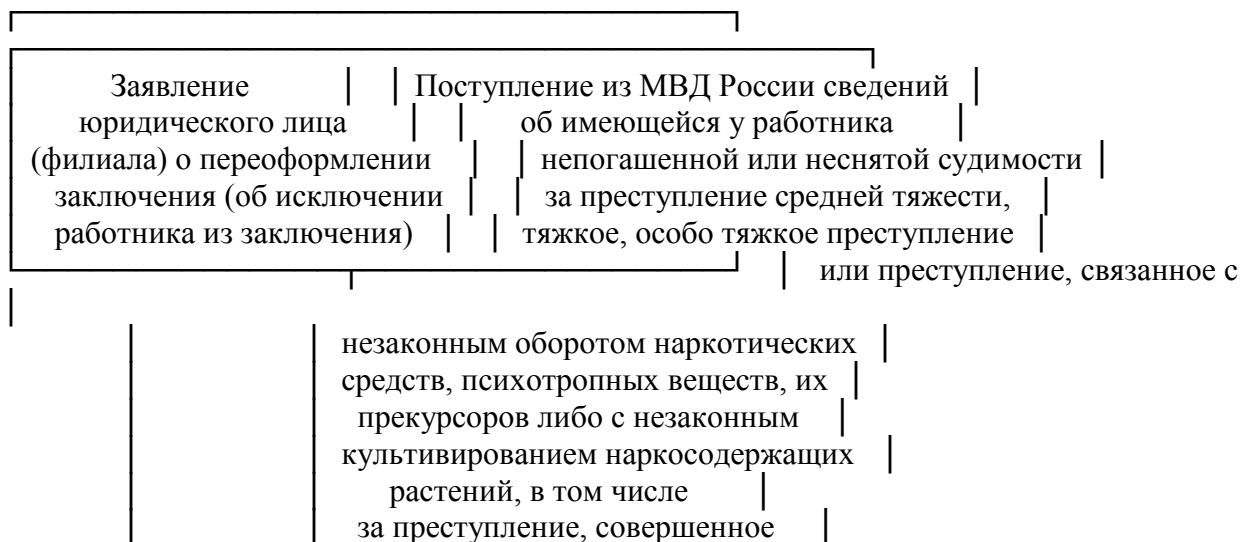 Заявление Поступление из МВД России сведений
юридического лица об имеющейся у работника
(филиала) о переоформлении непогашенной или неснятой судимости
заключения (об исключении за преступление средней тяжести,
работника из заключения) тяжкое, особо тяжкое преступление
или преступление, связанное с
незаконным оборотом наркотических
средств, психотропных веществ, их
прекурсоров либо с незаконным
культивированием наркосодержащих
растений, в том числе
за преступление, совершенное